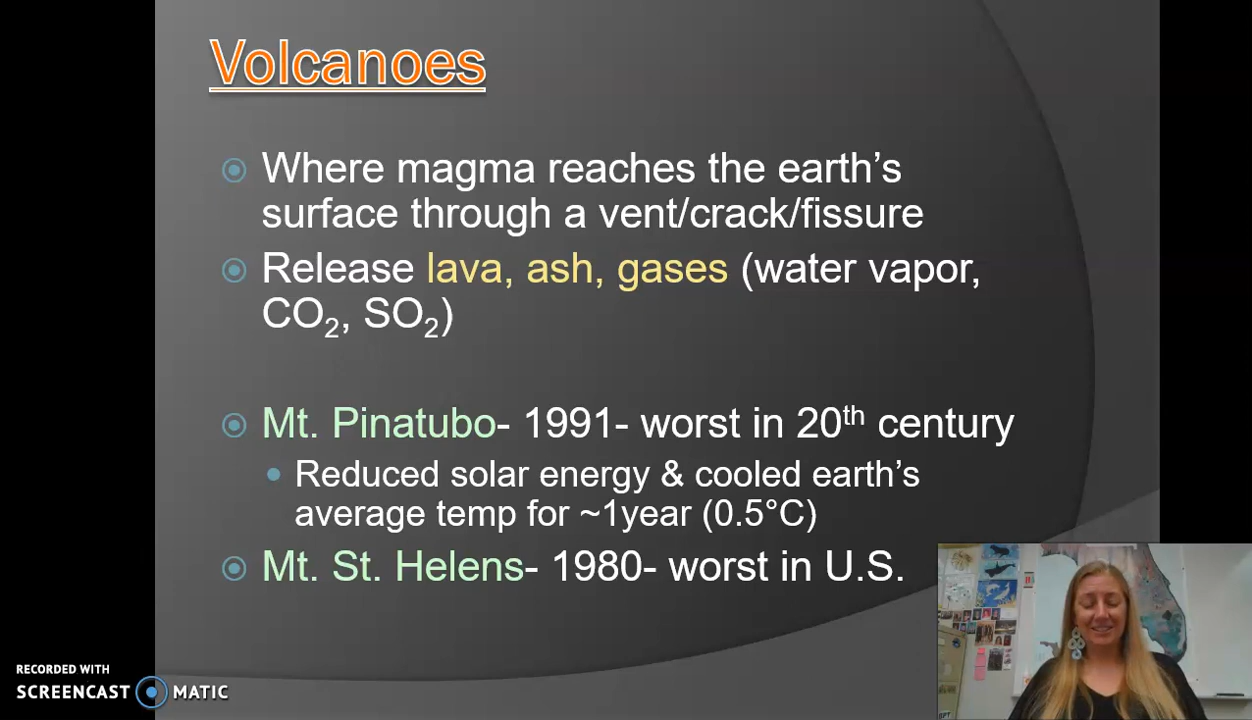 Volcanoes
Where magma reaches the earth's
surface through a vent/crack/fissure
Release lava, ash, gases (water vapor,
CO₂, SO₂)
Mt. Pinatubo- 1991- worst in 20th century
Reduced solar energy & cooled earth's
average temp for ~1year (0.5°C)
Mt. St. Helens- 1980- worst in U.S.
RECORDED WITH
SCREENCAST MATIC